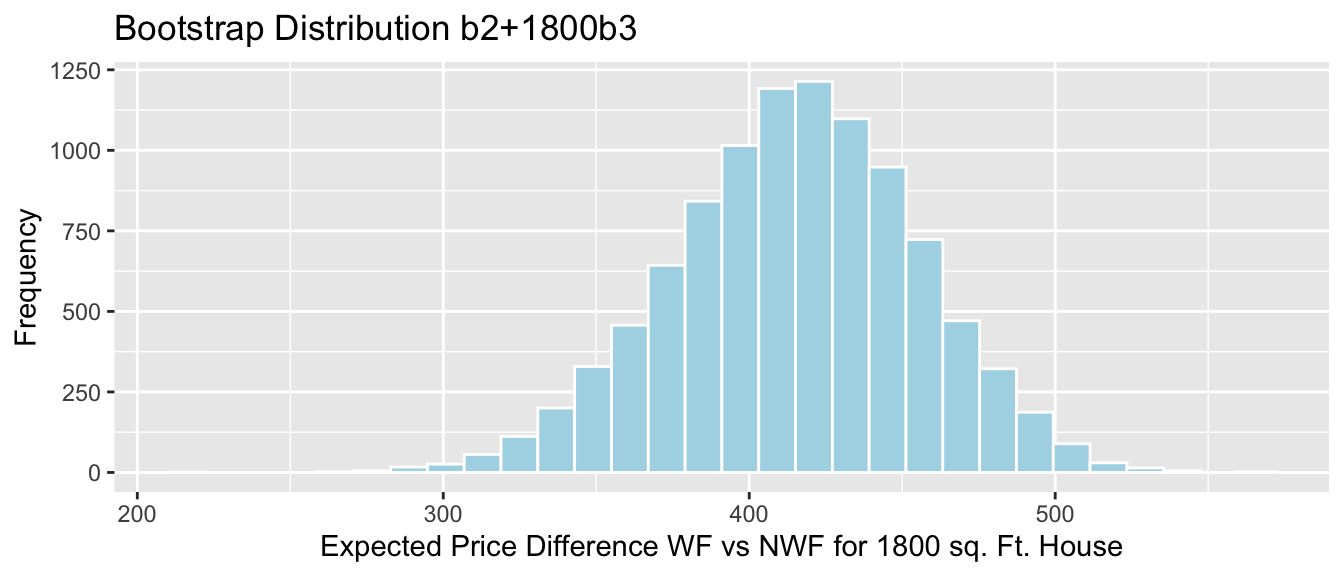 Bootstrap Distribution b2+1800b3
1250
1000
750
500
250
0
Frequency
200 300 400 500
Expected Price Difference WF vs NWF for 1800 sq. Ft. House